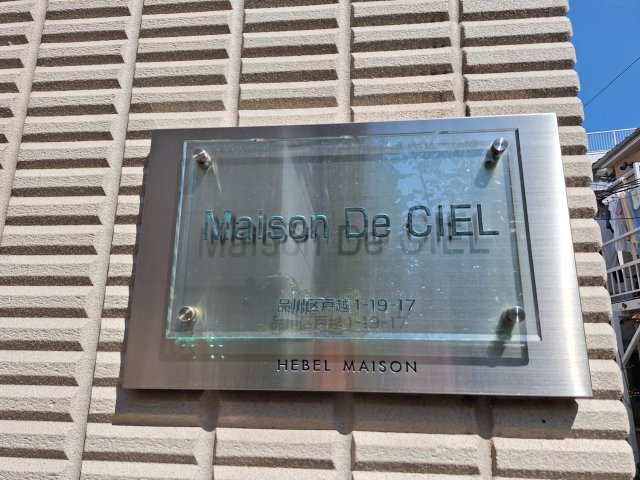 Maison De CIEL
品川区戸越1-19-17
HEBEL MAISON